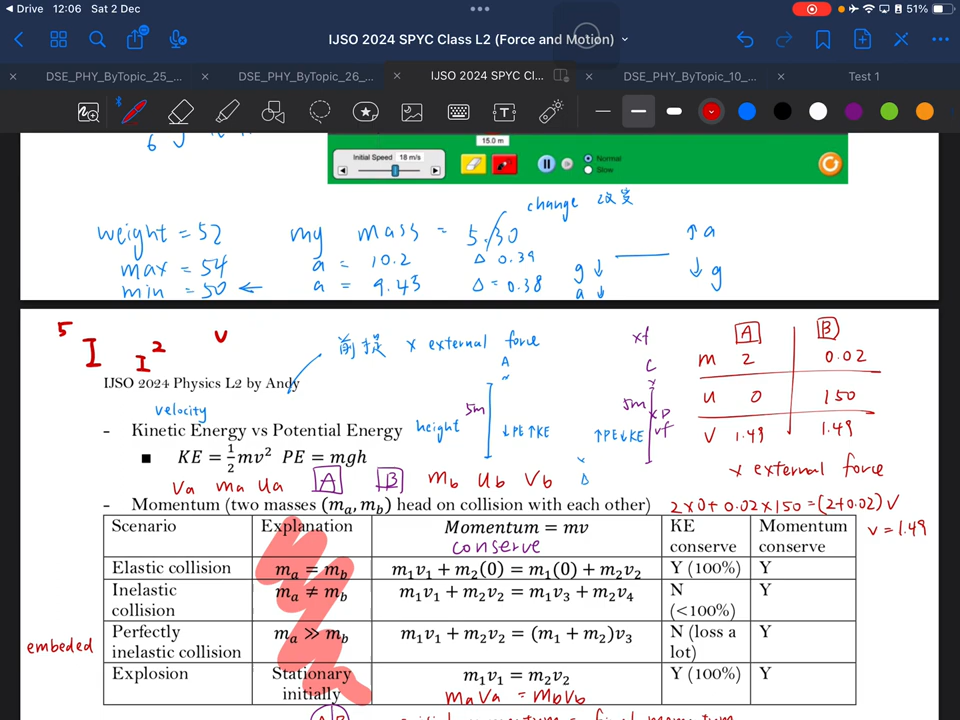 Drive 12:06 Sat 2 Dec 51%
IJSO 2024 SPYC Class L2 (Force and Motion)
DSE_PHY_ByTopic_25_... DSE_PHY_ByTopic_26_... IJSO 2024 SPYC Cl... DSE_PHY_ByTopic_10_... Test 1
15.0 m
Initial Speed 18 m/s
Normal
Slow
change 改变
weight = 52 my mass = 5.30 ↑ a
max = 54 a = 10.2 Δ 0.39 g ↓ ↓ g
min = 50 ← a = 9.43 Δ = 0.38 a ↓
5 I I² v
前提 x external force
IJSO 2024 Physics L2 by Andy
velocity
- Kinetic Energy vs Potential Energy
height 5m ↓PE↑KE
A
xf
C
5m ↑PE↓KE xD vf
■ KE = ½mv² PE = mgh
A B
m 2 0.02
u 0 150
v 1.49 1.49
x external force
Va ma ua A B mb ub Vb
- Momentum (two masses (mₐ, m_b) head on collision with each other)
2x0+0.02x150=(2+0.02)V
v = 1.49
Scenario Explanation Momentum = mv KE conserve Momentum conserve
conserve
Elastic collision mₐ = m_b m₁v₁ + m₂(0) = m₁(0) + m₂v₂ Y (100%) Y
Inelastic collision mₐ ≠ m_b m₁v₁ + m₂v₂ = m₁v₃ + m₂v₄ N (<100%) Y
embeded
Perfectly inelastic collision mₐ ≫ m_b m₁v₁ + m₂v₂ = (m₁ + m₂)v₃ N (loss a lot) Y
Explosion Stationary initially m₁v₁ = m₂v₂ Y (100%) Y
maVa = mbVb